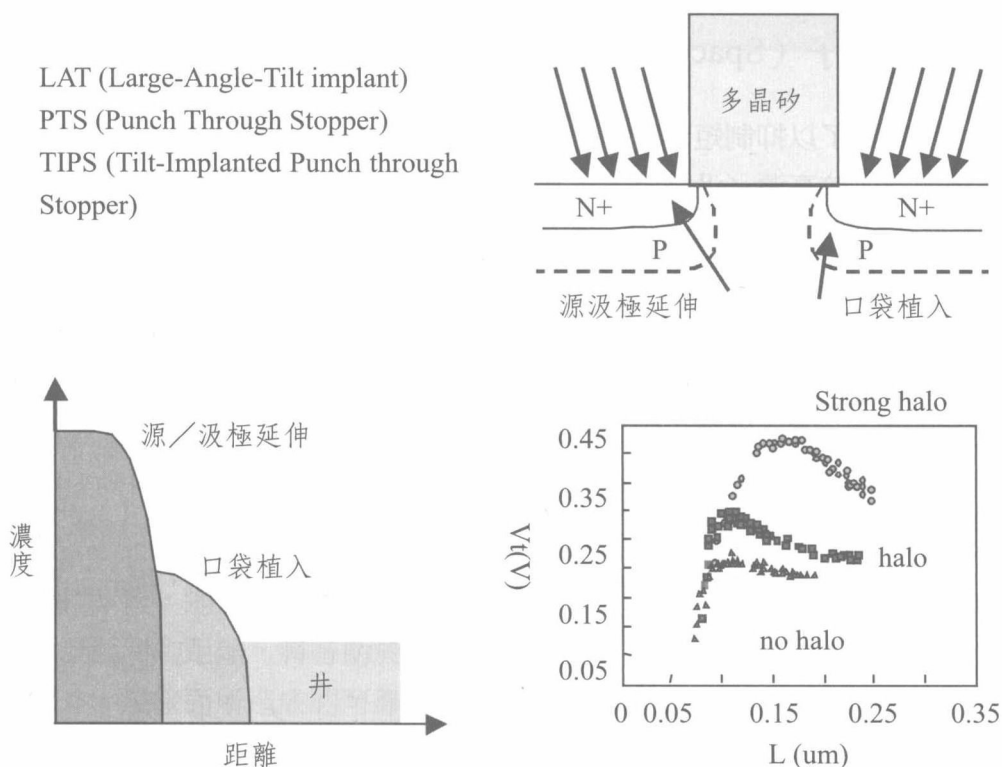 LAT (Large-Angle-Tilt implant)
PTS (Punch Through Stopper)
TIPS (Tilt-Implanted Punch through
Stopper)
多晶矽
N+
N+
P
P
源汲極延伸
口袋植入
源／汲極延伸
濃度
口袋植入
井
距離
Strong halo
0.45
0.35
0.25
0.15
0.05
Vt(V)
halo
no halo
0 0.05 0.15 0.25 0.35
L (um)